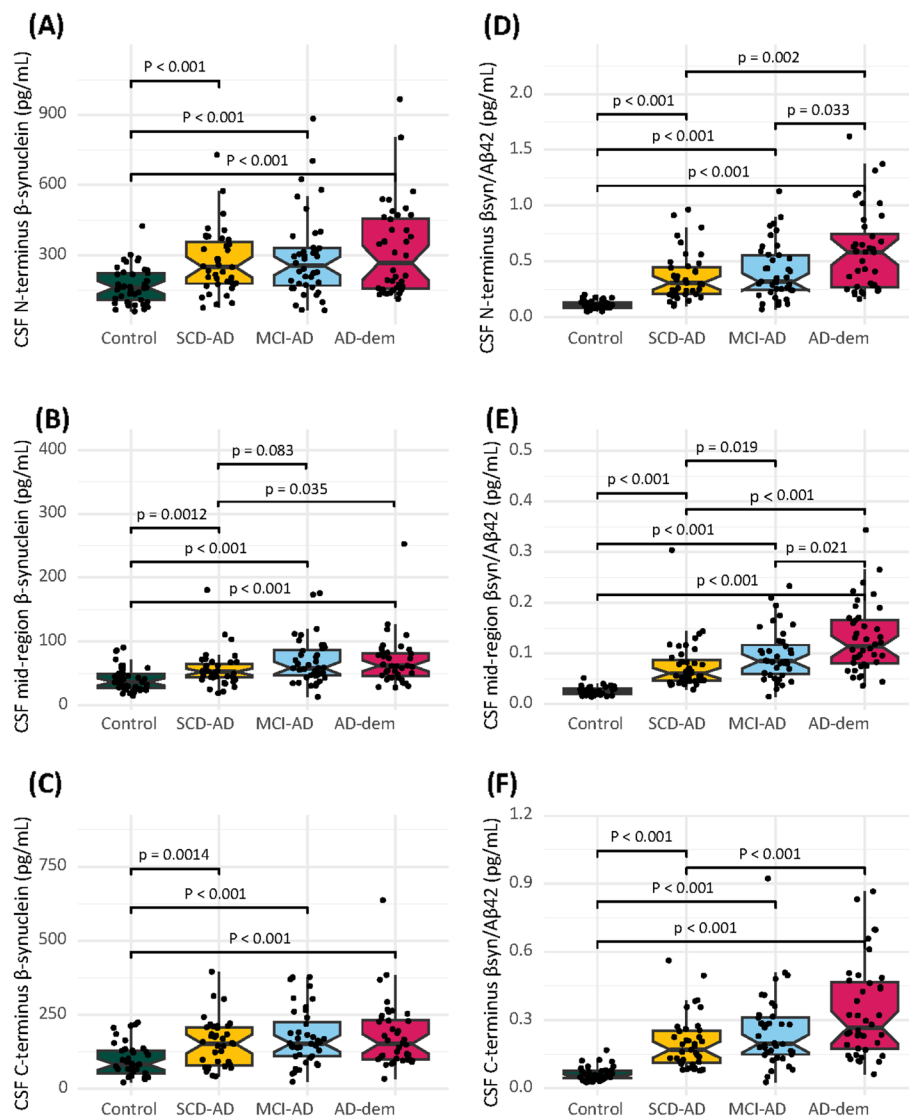 (A)
CSF N-terminus β-synuclein (pg/mL)
900
600
300
P < 0.001
P < 0.001
P < 0.001
Control SCD-AD MCI-AD AD-dem
(D)
CSF N-terminus βsyn/Aβ42 (pg/mL)
2.0
1.5
1.0
0.5
0.0
p = 0.002
p < 0.001
p = 0.033
p < 0.001
p < 0.001
Control SCD-AD MCI-AD AD-dem
(B)
CSF mid-region β-synuclein (pg/mL)
400
300
200
100
0
p = 0.083
p = 0.035
p = 0.0012
p < 0.001
p < 0.001
Control SCD-AD MCI-AD AD-dem
(E)
CSF mid-region βsyn/Aβ42 (pg/mL)
0.5
0.4
0.3
0.2
0.1
0.0
p = 0.019
p < 0.001
p < 0.001
p < 0.001
p = 0.021
p < 0.001
Control SCD-AD MCI-AD AD-dem
(C)
CSF C-terminus β-synuclein (pg/mL)
750
500
250
0
p = 0.0014
P < 0.001
P < 0.001
Control SCD-AD MCI-AD AD-dem
(F)
CSF C-terminus βsyn/Aβ42 (pg/mL)
1.2
0.9
0.6
0.3
0.0
P < 0.001
P < 0.001
P < 0.001
p < 0.001
Control SCD-AD MCI-AD AD-dem